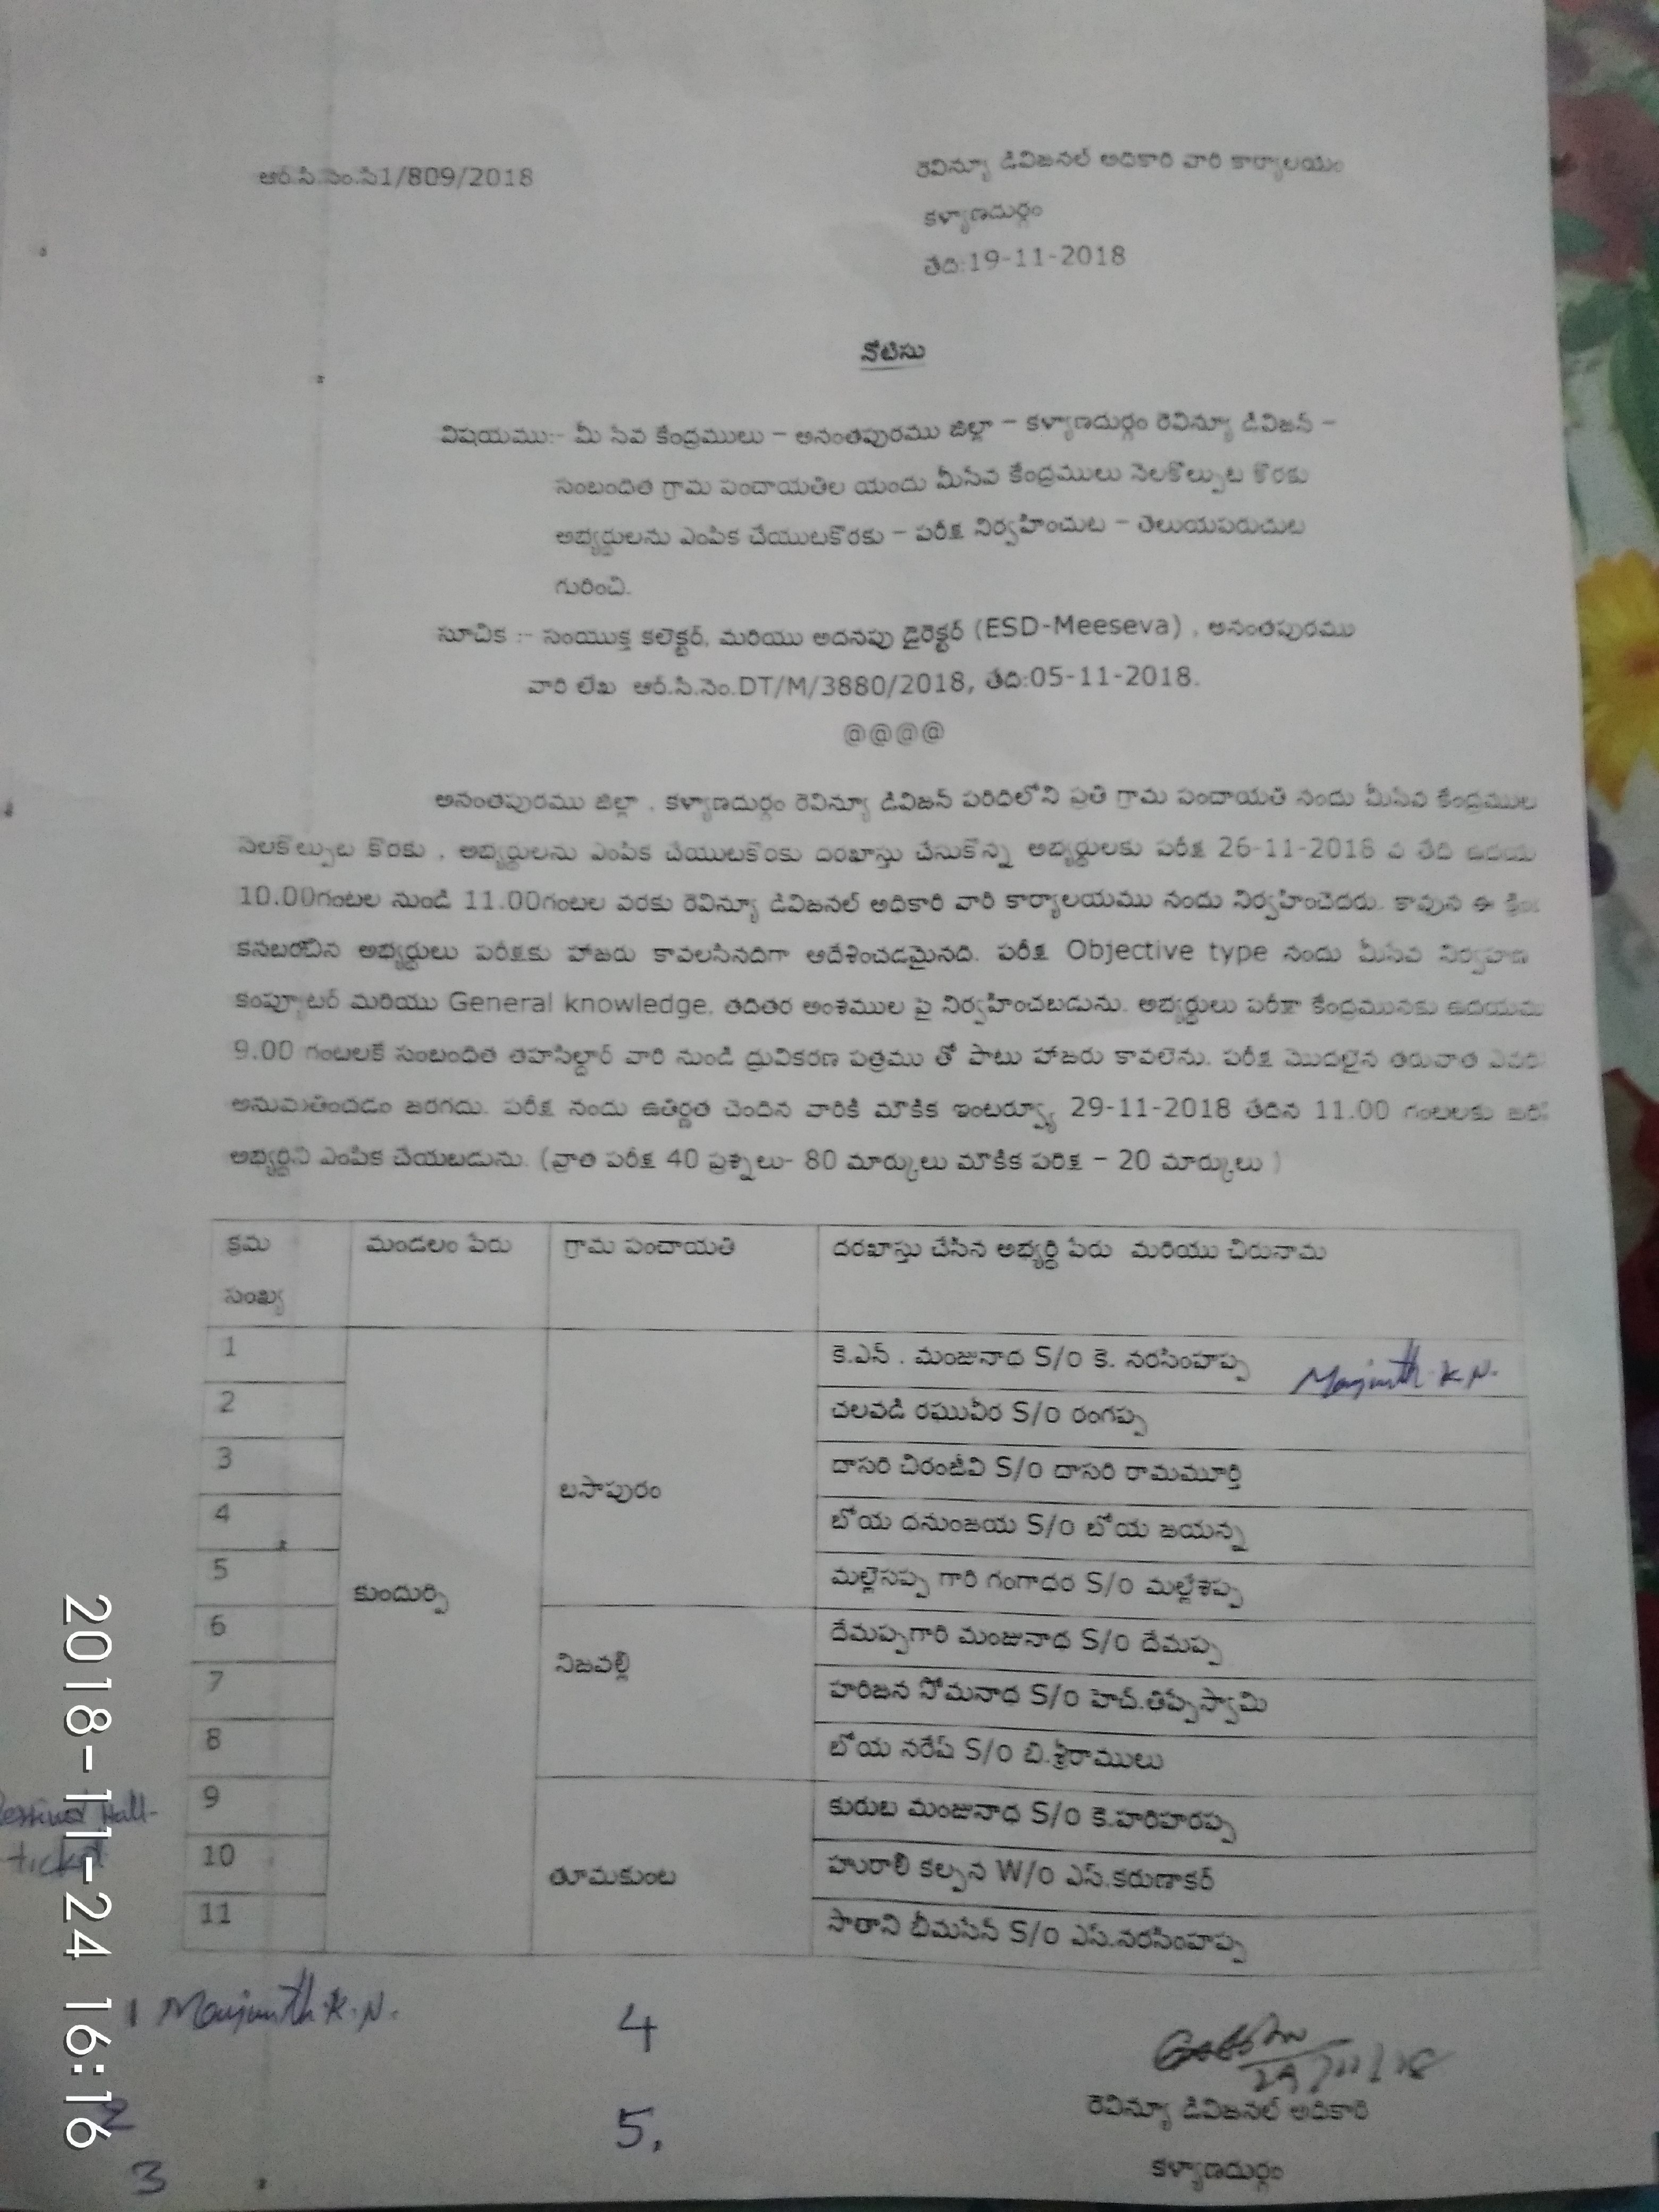 ఆర్.సి.నెం.సి1/809/2018
రెవిన్యూ డివిజనల్ అధికారి వారి కార్యాలయం
కళ్యాణదుర్గం
తేది:19-11-2018
నోటిసు
విషయము:- మీ సేవ కేంద్రములు – అనంతపురము జిల్లా – కళ్యాణదుర్గం రెవిన్యూ డివిజన్ –
సంబంధిత గ్రామ పంచాయతిల యందు మీసేవ కేంద్రములు నెలకొల్పుట కొరకు
అభ్యర్థులను ఎంపిక చేయుటకొరకు – పరీక్ష నిర్వహించుట – తెలుయపరుచుట
గురించి.
సూచిక :- సంయుక్త కలెక్టర్, మరియు అదనపు డైరెక్టర్ (ESD-Meeseva) , అనంతపురము
వారి లేఖ ఆర్.సి.నెం.DT/M/3880/2018, తేది:05-11-2018.
@@@@
అనంతపురము జిల్లా , కళ్యాణదుర్గం రెవిన్యూ డివిజన్ పరిధిలోని ప్రతి గ్రామ పంచాయతి నందు మీసేవ కేంద్రముల
నెలకొల్పుట కొరకు , అభ్యర్థులను ఎంపిక చేయుటకొరకు దరఖాస్తు చేసుకొన్న అభ్యర్థులకు పరీక్ష 26-11-2018 వ తేది ఉదయ
10.00గంటల నుండి 11.00గంటల వరకు రెవిన్యూ డివిజనల్ అధికారి వారి కార్యాలయము నందు నిర్వహించెదరు. కావున ఈ
కనబరచిన అభ్యర్థులు పరీక్షకు హాజరు కావలసినదిగా ఆదేశించడమైనది. పరీక్ష Objective type నందు మీసేవ నిర్వహణ
కంప్యూటర్ మరియు General knowledge, తదితర అంశముల పై నిర్వహించబడును. అభ్యర్థులు పరీక్షా కేంద్రమునకు ఉదయము
9.00 గంటలకే సంబంధిత తహసిల్దార్ వారి నుండి ధ్రువికరణ పత్రము తో పాటు హాజరు కావలెను. పరీక్ష మొదలైన తరువాత
అనుమతించడం జరగదు. పరీక్ష నందు ఉత్తిర్ణత చెందిన వారికి మౌకిక ఇంటర్వ్యూ 29-11-2018 తేదిన 11.00 గంటలకు
అభ్యర్థిని ఎంపిక చేయబడును. (వ్రాత పరీక్ష 40 ప్రశ్నలు- 80 మార్కులు మౌకిక పరిక్ష – 20 మార్కులు )
క్రమ సంఖ్య మండలం పేరు గ్రామ పంచాయతి దరఖాస్తు చేసిన అభ్యర్థి పేరు మరియు చిరునామ
1 కె.ఎన్ . మంజునాధ S/o కె. నరసింహప్ప Manjunth.K.N.
2 చలవడి రఘువీర S/o రంగప్ప
3 దాసరి చిరంజీవి S/o దాసరి రామమూర్తి
బసాపురం
4 బోయ ధనుంజయ S/o బోయ జయన్న
5 మల్లెసప్ప గారి గంగాధర S/o మల్లేశప్ప
కుందుర్పి
6 దేమప్పగారి మంజునాధ S/o దేమప్ప
నిజవళ్లి
7 హరిజన సోమనాధ S/o హెచ్.తిప్పేస్వామి
8 బోయ నరేష్ S/o బి.శ్రీరాములు
9 కురుబ మంజునాధ S/o కె.హరిహరప్ప
10 తూముకుంట హురాలి కల్పన W/o ఎస్.కరుణాకర్
11 సాతాని భీమసేన్ S/o ఎస్.నరసింహప్ప
Hall-
ticket
1 Manjunth.K.N.
2
3
4
5.
29/11/18
రెవిన్యూ డివిజనల్ అధికారి
కళ్యాణదుర్గం
2018-11-24 16:16